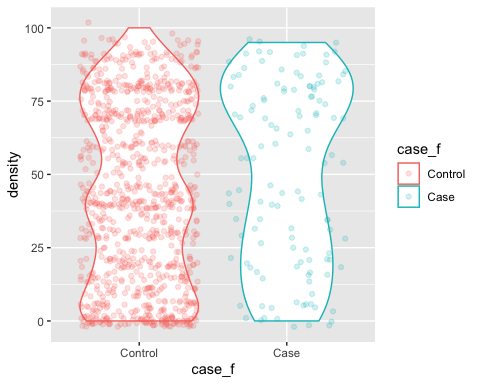 100
75
50
25
0
density
Control
Case
case_f
case_f
Control
Case